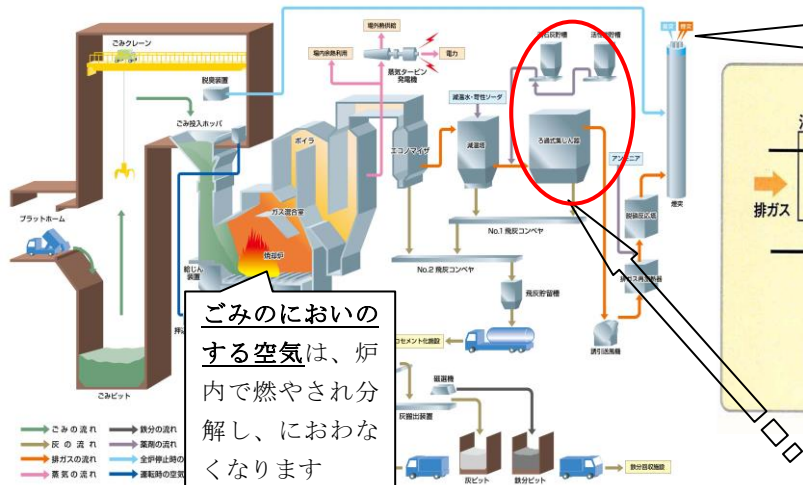 ごみクレーン
脱臭装置
ごみ投入ホッパ
プラットホーム
ごみピット
給じん
装置
場外熱供給
場内余熱利用
電力
蒸気タービン
発電機
ボイラ
ガス混合室
焼却炉
エコノマイザ
減温水・苛性ソーダ
減温塔
ろ過式集じん器
アンモニア
脱硝反応塔
排ガス再加熱器
誘引送風機
煙突
No.1 飛灰コンベヤ
No.2 飛灰コンベヤ
飛灰貯留槽
セメント化施設
磁選機
灰搬出装置
灰ピット
鉄分ピット
鉄分回収施設
ごみのにおいの
する空気は、炉
内で燃やされ分
解し、におわな
くなります
排ガス
ごみの流れ
灰の流れ
排ガスの流れ
蒸気の流れ
鉄分の流れ
薬剤の流れ
全炉停止時の
運転時の空気